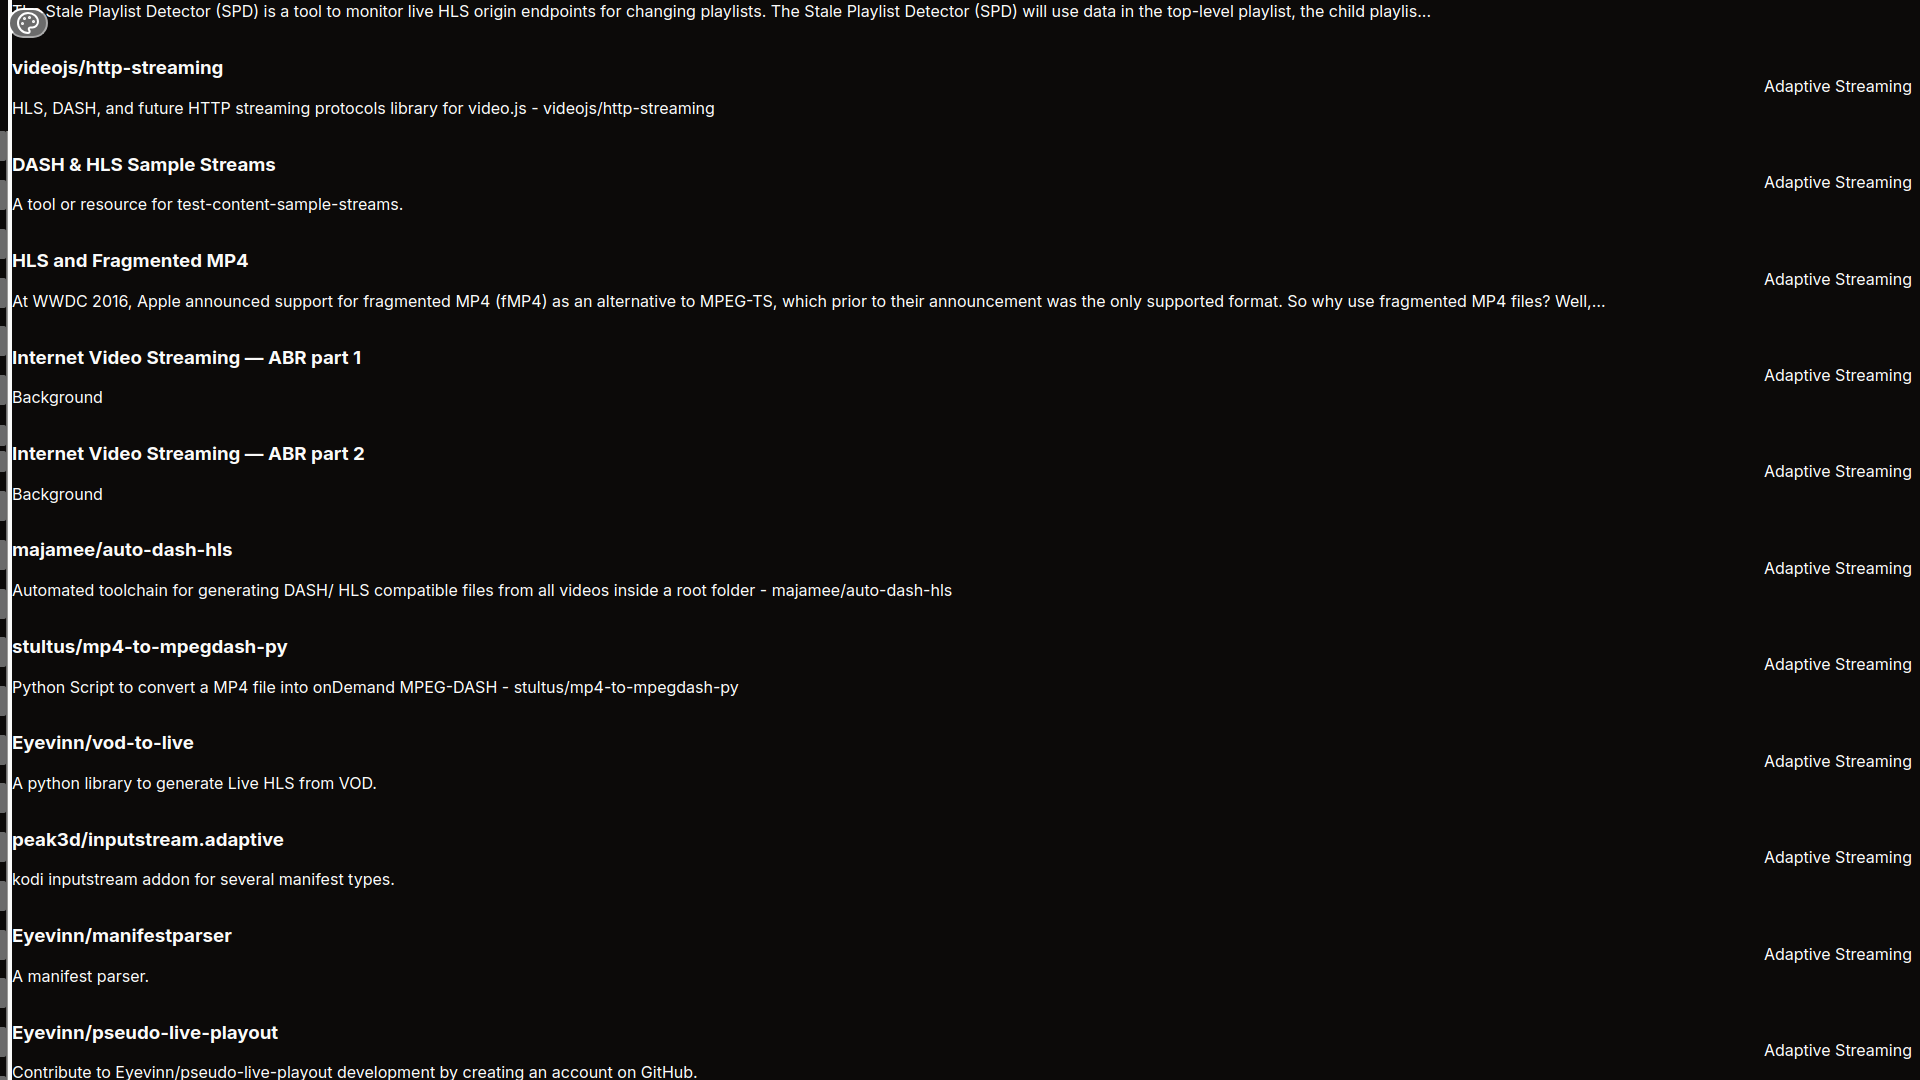 The Stale Playlist Detector (SPD) is a tool to monitor live HLS origin endpoints for changing playlists. The Stale Playlist Detector (SPD) will use data in the top-level playlist, the child playlis...
videojs/http-streaming
HLS, DASH, and future HTTP streaming protocols library for video.js - videojs/http-streaming
Adaptive Streaming
DASH & HLS Sample Streams
A tool or resource for test-content-sample-streams.
Adaptive Streaming
HLS and Fragmented MP4
At WWDC 2016, Apple announced support for fragmented MP4 (fMP4) as an alternative to MPEG-TS, which prior to their announcement was the only supported format. So why use fragmented MP4 files? Well,...
Adaptive Streaming
Internet Video Streaming — ABR part 1
Background
Adaptive Streaming
Internet Video Streaming — ABR part 2
Background
Adaptive Streaming
majamee/auto-dash-hls
Automated toolchain for generating DASH/ HLS compatible files from all videos inside a root folder - majamee/auto-dash-hls
Adaptive Streaming
stultus/mp4-to-mpegdash-py
Python Script to convert a MP4 file into onDemand MPEG-DASH - stultus/mp4-to-mpegdash-py
Adaptive Streaming
Eyevinn/vod-to-live
A python library to generate Live HLS from VOD.
Adaptive Streaming
peak3d/inputstream.adaptive
kodi inputstream addon for several manifest types.
Adaptive Streaming
Eyevinn/manifestparser
A manifest parser.
Adaptive Streaming
Eyevinn/pseudo-live-playout
Contribute to Eyevinn/pseudo-live-playout development by creating an account on GitHub.
Adaptive Streaming